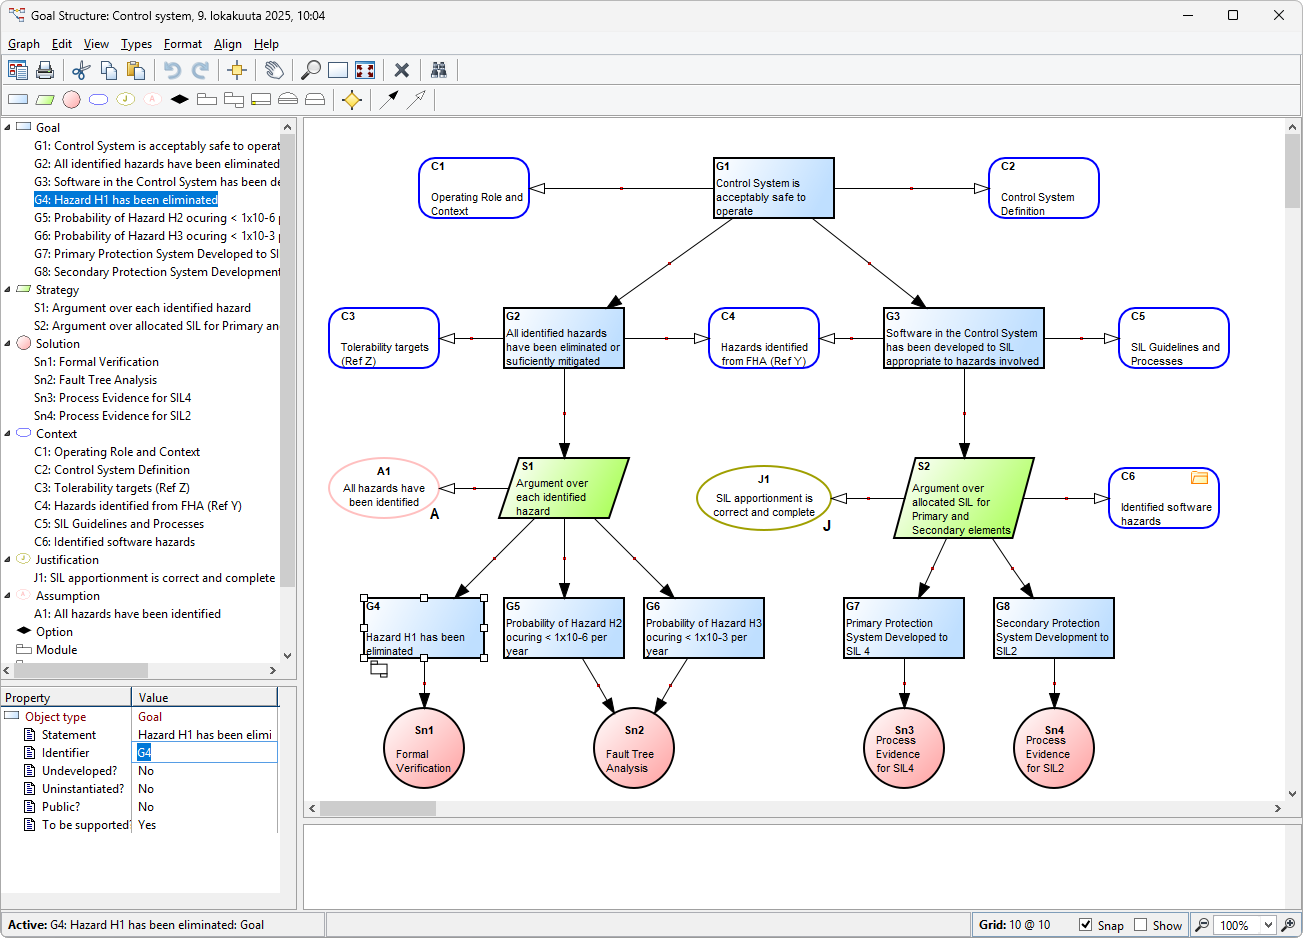 Goal Structure: Control system, 9. lokakuuta 2025, 10:04
Graph Edit View Types Format Align Help
J A
Goal
G1: Control System is acceptably safe to operat
G2: All identified hazards have been eliminated
G3: Software in the Control System has been de
G4: Hazard H1 has been eliminated
G5: Probability of Hazard H2 ocuring < 1x10-6 p
G6: Probability of Hazard H3 ocuring < 1x10-3 p
G7: Primary Protection System Developed to SI
G8: Secondary Protection System Development
Strategy
S1: Argument over each identified hazard
S2: Argument over allocated SIL for Primary an
Solution
Sn1: Formal Verification
Sn2: Fault Tree Analysis
Sn3: Process Evidence for SIL4
Sn4: Process Evidence for SIL2
Context
C1: Operating Role and Context
C2: Control System Definition
C3: Tolerability targets (Ref Z)
C4: Hazards identified from FHA (Ref Y)
C5: SIL Guidelines and Processes
C6: Identified software hazards
Justification
J1: SIL apportionment is correct and complete
Assumption
A1: All hazards have been identified
Option
Module
Property Value
Object type Goal
Statement Hazard H1 has been elimi
Identifier G4
Undeveloped? No
Uninstantiated? No
Public? No
To be supported? Yes
C1
Operating Role and
Context
G1
Control System is
acceptably safe to
operate
C2
Control System
Definition
C3
Tolerability targets
(Ref Z)
G2
All identified hazards
have been eliminated or
suficiently mitigated
C4
Hazards identified
from FHA (Ref Y)
G3
Software in the Control System
has been developed to SIL
appropriate to hazards involved
C5
SIL Guidelines and
Processes
A1
All hazards have
been identified
A
S1
Argument over
each identified
hazard
J1
SIL apportionment is
correct and complete
J
S2
Argument over
allocated SIL for
Primary and
Secondary elements
C6
Identified software
hazards
G4
Hazard H1 has been
eliminated
G5
Probability of Hazard H2
ocuring < 1x10-6 per
year
G6
Probability of Hazard H3
ocuring < 1x10-3 per
year
G7
Primary Protection
System Developed to
SIL 4
G8
Secondary Protection
System Development to
SIL2
Sn1
Formal
Verification
Sn2
Fault Tree
Analysis
Sn3
Process
Evidence
for SIL4
Sn4
Process
Evidence
for SIL2
Active: G4: Hazard H1 has been eliminated: Goal
Grid: 10 @ 10 Snap Show 100%